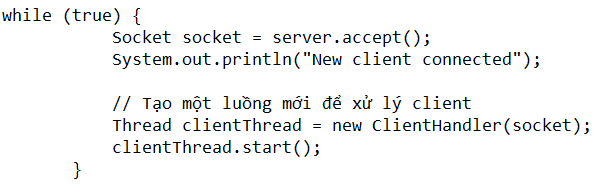 while (true) {
            Socket socket = server.accept();
            System.out.println("New client connected");

            // Tạo một luồng mới để xử lý client
            Thread clientThread = new ClientHandler(socket);
            clientThread.start();
        }